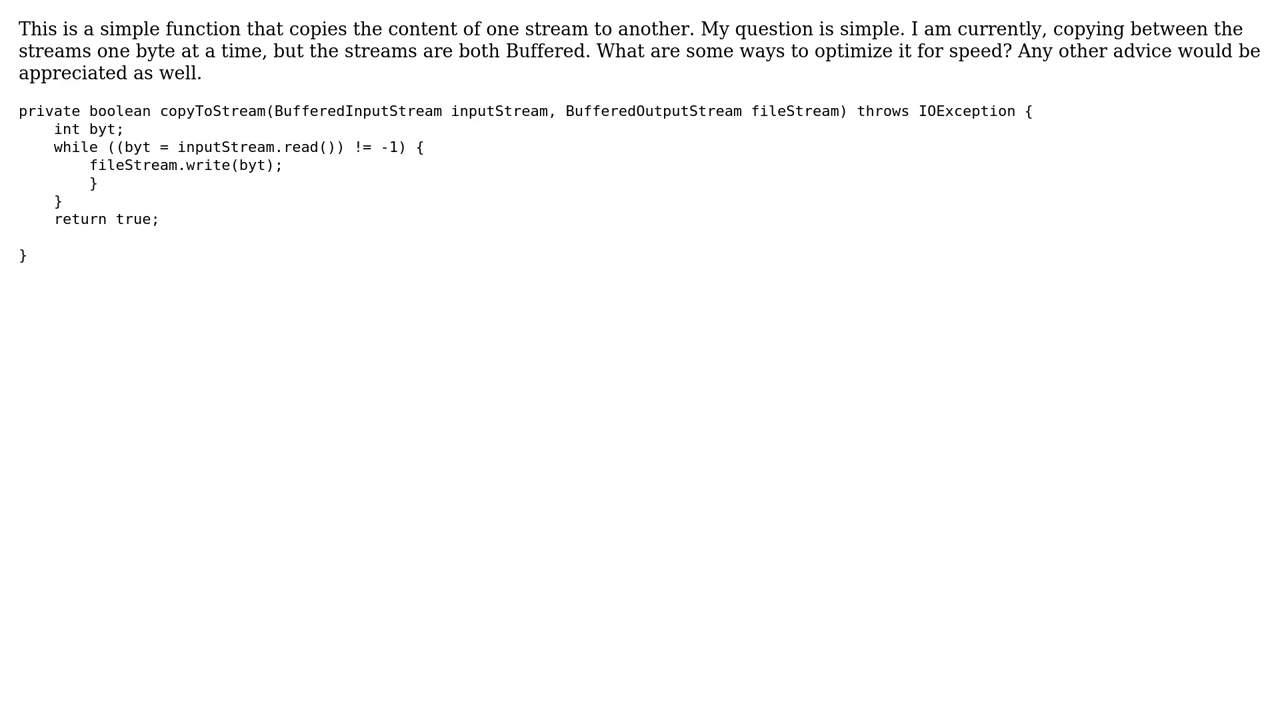 This is a simple function that copies the content of one stream to another. My question is simple. I am currently, copying between the
streams one byte at a time, but the streams are both Buffered. What are some ways to optimize it for speed? Any other advice would be
appreciated as well.
private boolean copyToStream(BufferedInputStream inputStream, BufferedOutputStream fileStream) throws IOException {
    int byt;
    while ((byt = inputStream.read()) != -1) {
        fileStream.write(byt);
        }
    }
    return true;

}